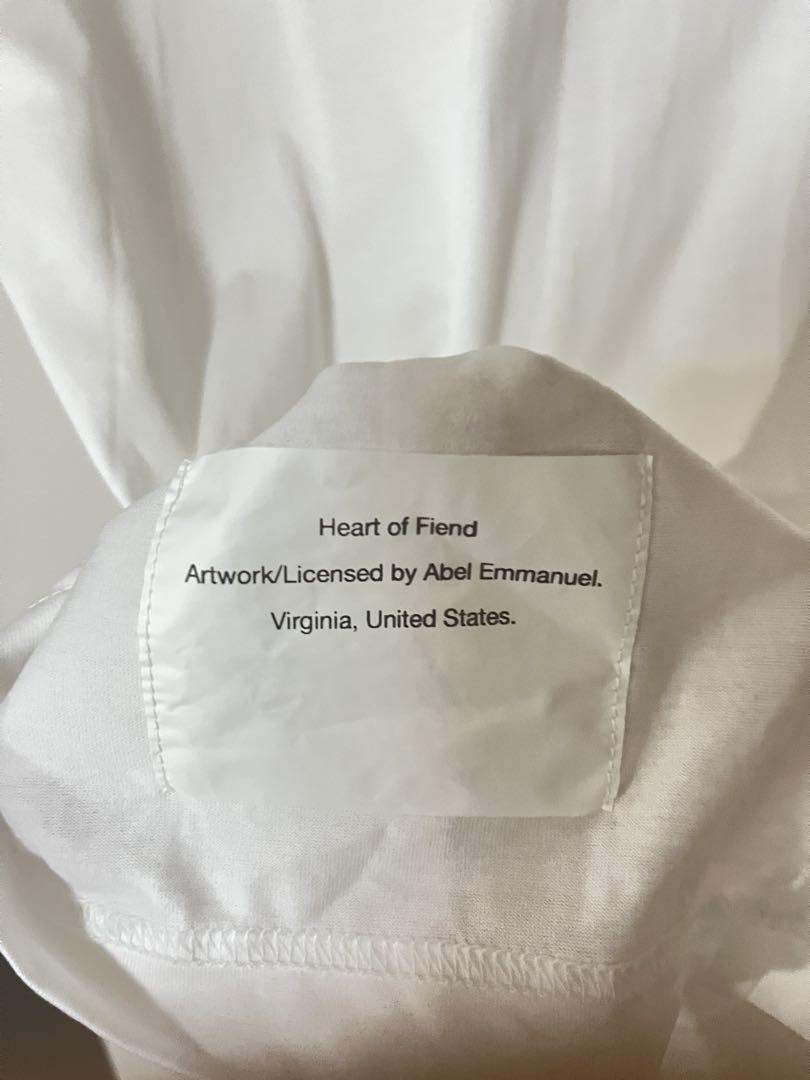 Heart of Fiend
Artwork/Licensed by Abel Emmanuel.
Virginia, United States.